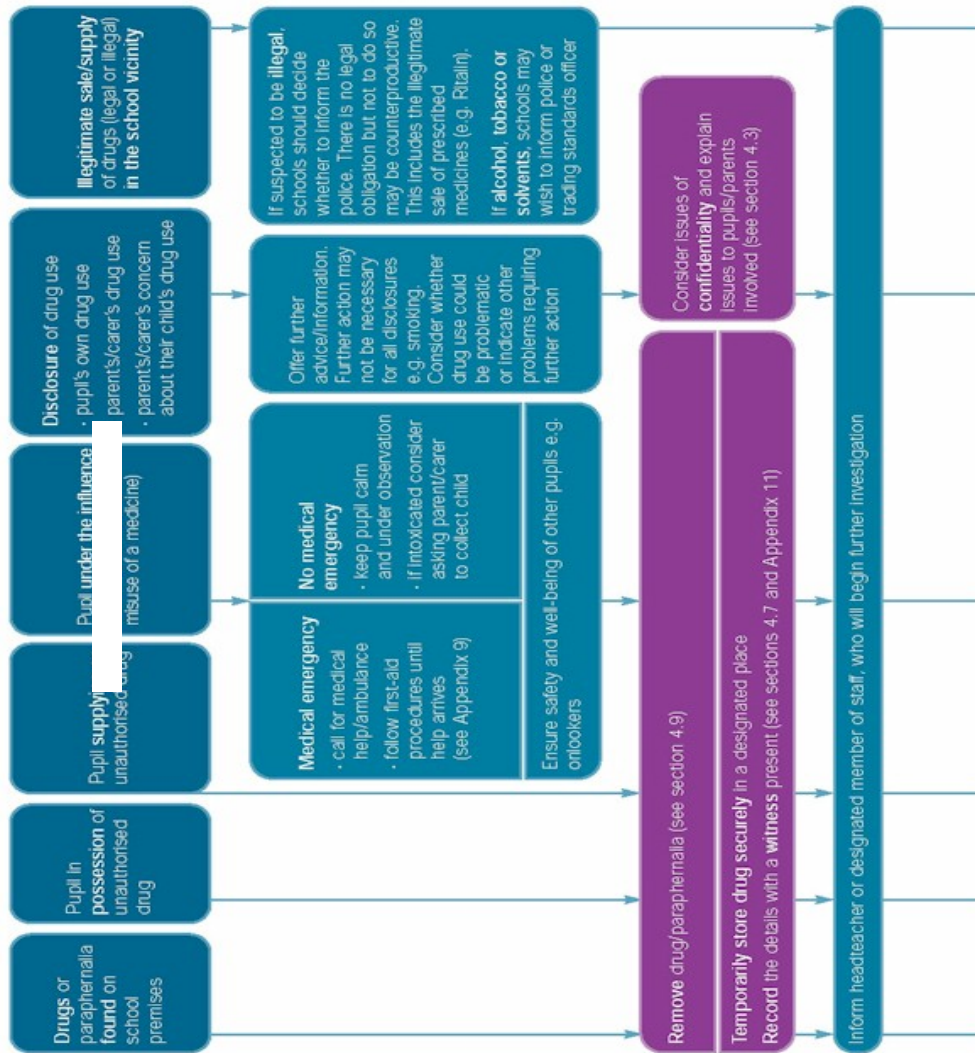 Drugs or
paraphernalia
found on
school
premises
Pupil in
possession of
unauthorised
drug
Pupil
unauthorised drug
Pupil under the influence
misuse of a medicine)
Disclosure of drug use
· pupil's own drug use
parent's/carer's drug use
· parent's/carer's concern
about their child's drug use
Illegitimate sale/supply
of drugs (legal or illegal)
in the school vicinity
Medical emergency
· call for medical
help/ambulance
· follow first-aid
procedures until
help arrives
(see Appendix 9)
No medical
emergency
· keep pupil calm
and under observation
· If intoxicated consider
asking parent/carer
to collect child
Ensure safety and well-being of other pupils e.g.
onlookers
Offer further
advice/information.
Further action may
not be necessary
for all disclosures
e.g. smoking.
Consider whether
drug use could
be problematic
or indicate other
problems requiring
further action
If suspected to be illegal,
schools should decide
whether to inform the
police. There is no legal
obligation but not to do so
may be counterproductive.
This includes the illegitimate
sale of prescribed
medicines (e.g. Ritalin).
If alcohol, tobacco or
solvents, schools may
wish to inform police or
trading standards officer
Remove drug/paraphernalia (see section 4.9)
Temporarily store drug securely in a designated place
Record the details with a witness present (see sections 4.7 and Appendix 11)
Consider issues of
confidentiality and explain
issues to pupils/parents
involved (see section 4.3)
Inform headteacher or designated member of staff, who will begin further investigation